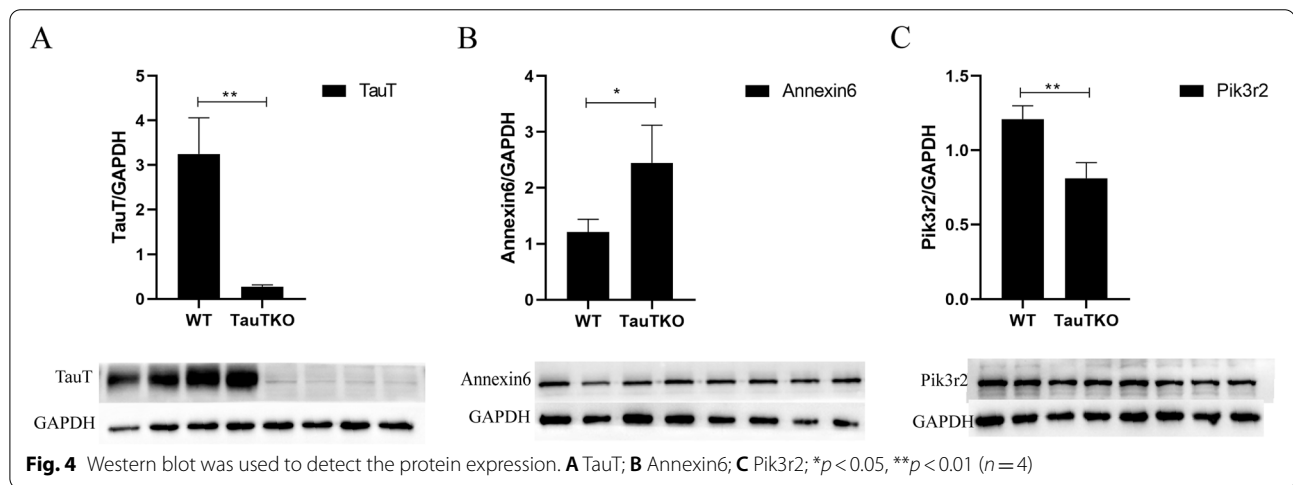 A
TauT/GAPDH
5
4
3
2
1
0
**
TauT
WT TauTKO
TauT
GAPDH
B
Annexin6/GAPDH
4
3
2
1
0
*
Annexin6
WT TauTKO
Annexin6
GAPDH
C
Pik3r2/GAPDH
1.5
1.0
0.5
0.0
**
Pik3r2
WT TauTKO
Pik3r2
GAPDH
Fig. 4 Western blot was used to detect the protein expression. A TauT; B Annexin6; C Pik3r2; *p < 0.05, **p < 0.01 (n = 4)